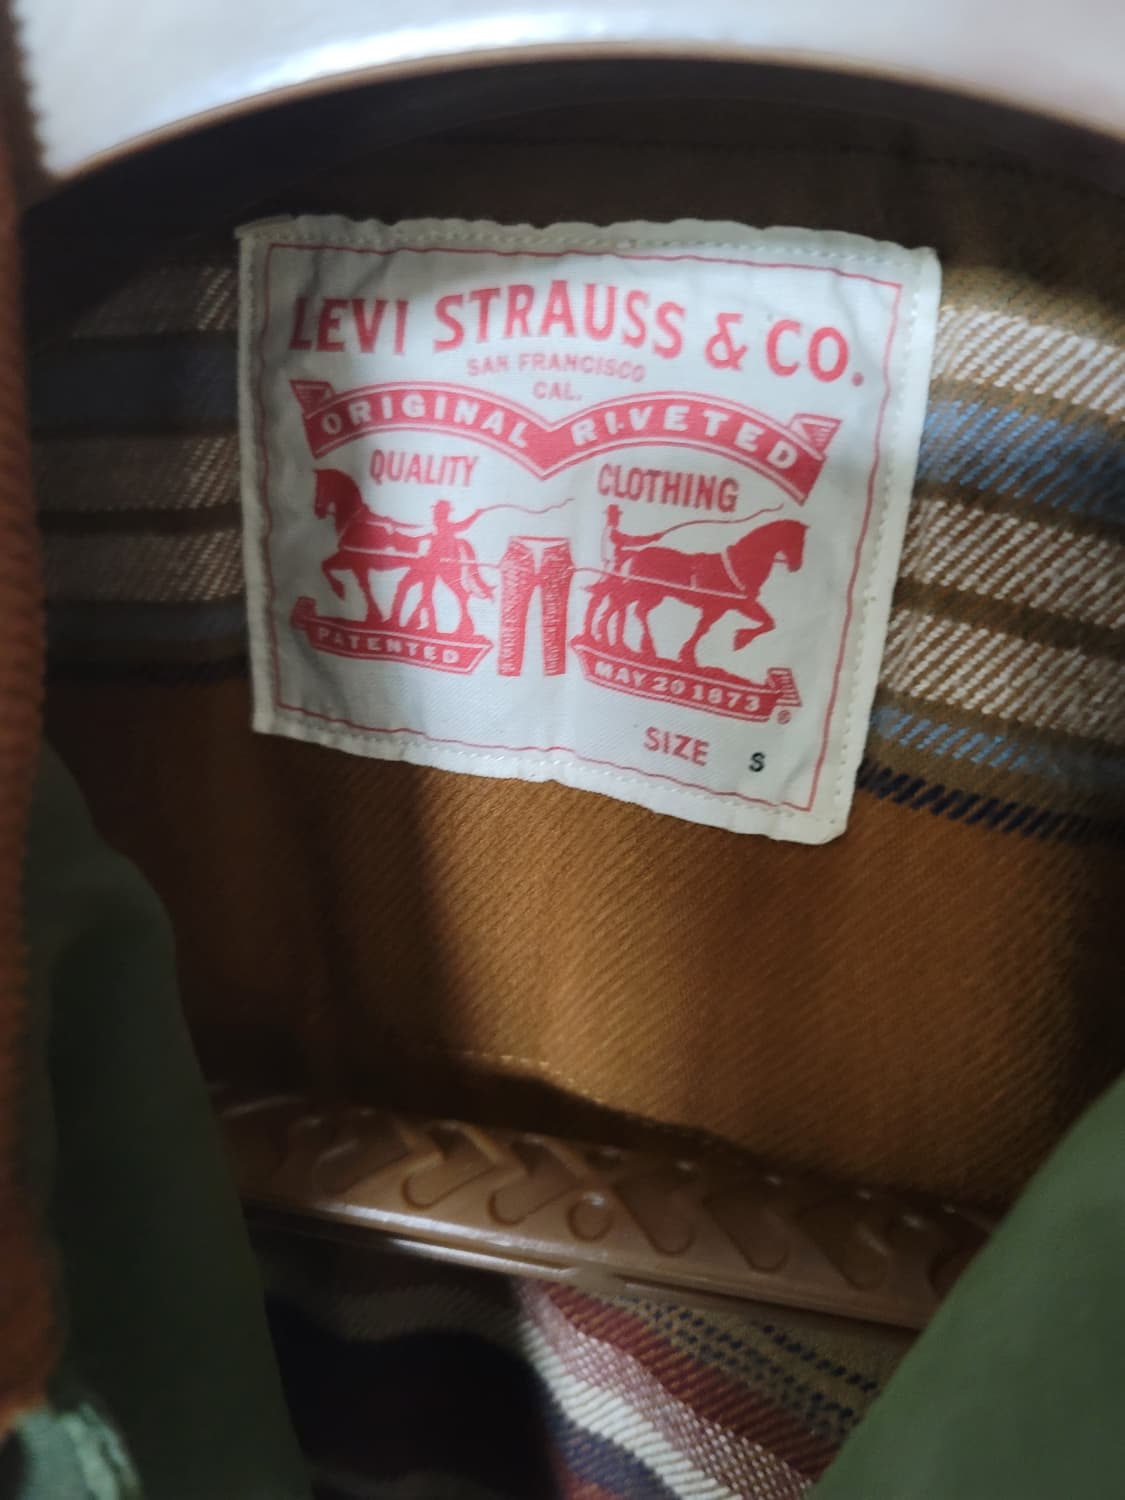 LEVI STRAUSS & CO.
SAN FRANCISCO
CAL.
ORIGINAL RIVETED
QUALITY CLOTHING
PATENTED MAY 20 1873 ®
SIZE S